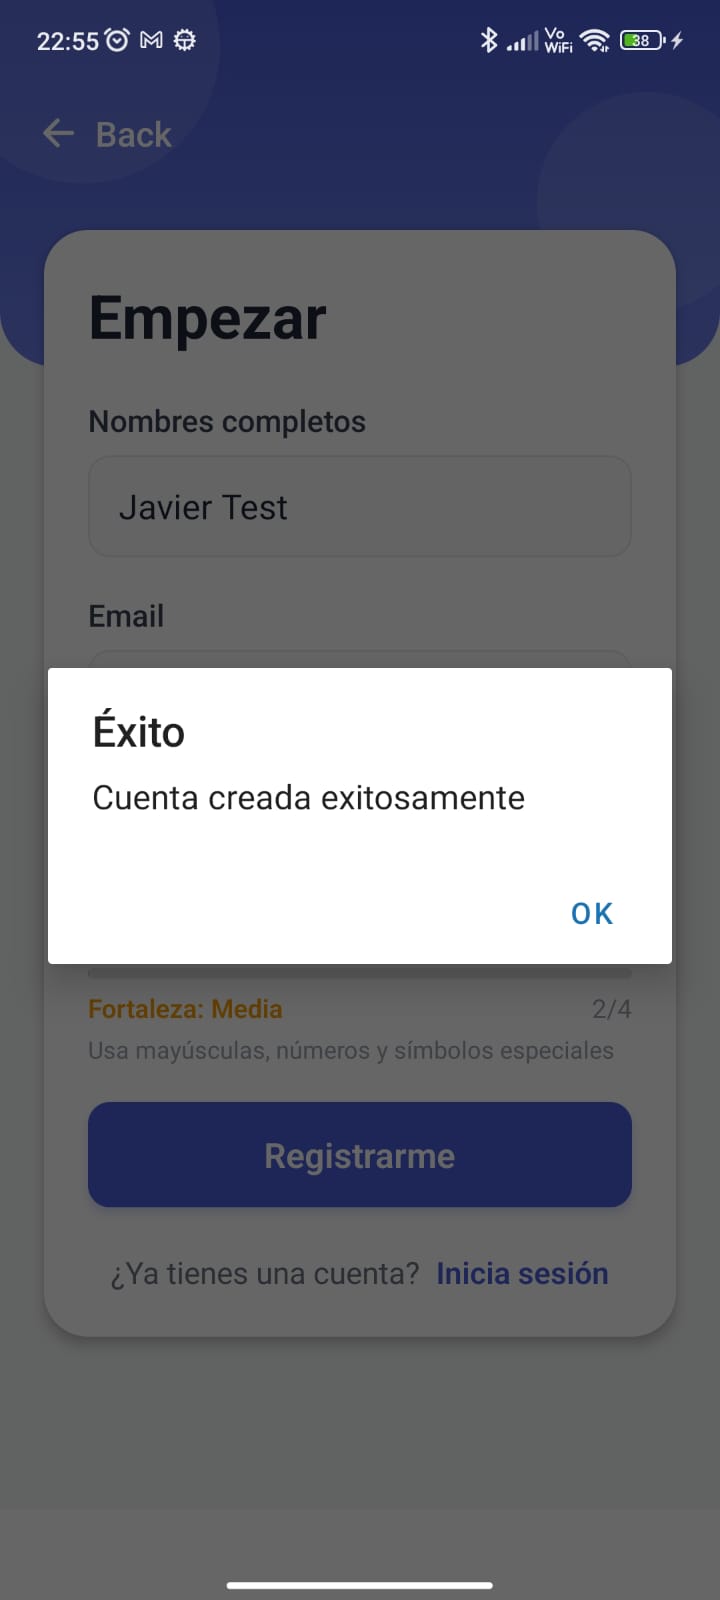 22:55
Vo
WiFi
38
Back
Empezar
Nombres completos
Javier Test
Email
Éxito
Cuenta creada exitosamente
OK
Fortaleza: Media 2/4
Usa mayúsculas, números y símbolos especiales
Registrarme
¿Ya tienes una cuenta? Inicia sesión